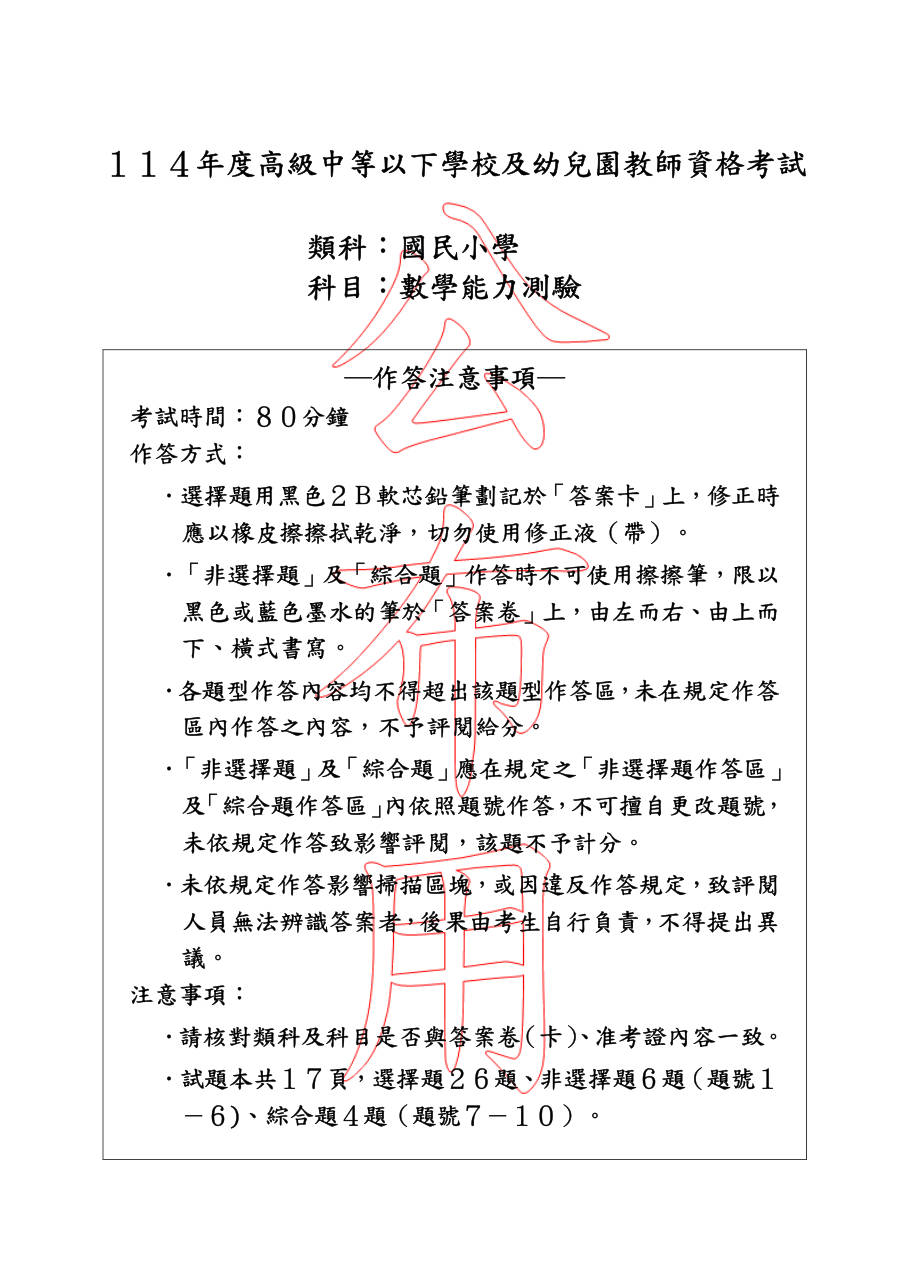 114年度高級中等以下學校及幼兒園教師資格考試
類科：國民小學
科目：數學能力測驗
—作答注意事項—
考試時間：80分鐘
作答方式：
·選擇題用黑色2B軟芯鉛筆劃記於「答案卡」上，修正時
應以橡皮擦擦拭乾淨，切勿使用修正液（帶）。
·「非選擇題」及「綜合題」作答時不可使用擦擦筆，限以
黑色或藍色墨水的筆於「答案卷」上，由左而右、由上而
下、橫式書寫。
·各題型作答內容均不得超出該題型作答區，未在規定作答
區內作答之內容，不予評閱給分。
·「非選擇題」及「綜合題」應在規定之「非選擇題作答區」
及「綜合題作答區」內依照題號作答，不可擅自更改題號，
未依規定作答致影響評閱，該題不予計分。
·未依規定作答影響掃描區塊，或因違反作答規定，致評閱
人員無法辨識答案者，後果由考生自行負責，不得提出異
議。
注意事項：
·請核對類科及科目是否與答案卷（卡）、准考證內容一致。
·試題本共17頁，選擇題26題、非選擇題6題（題號1
－6）、綜合題4題（題號7－10）。
公布用